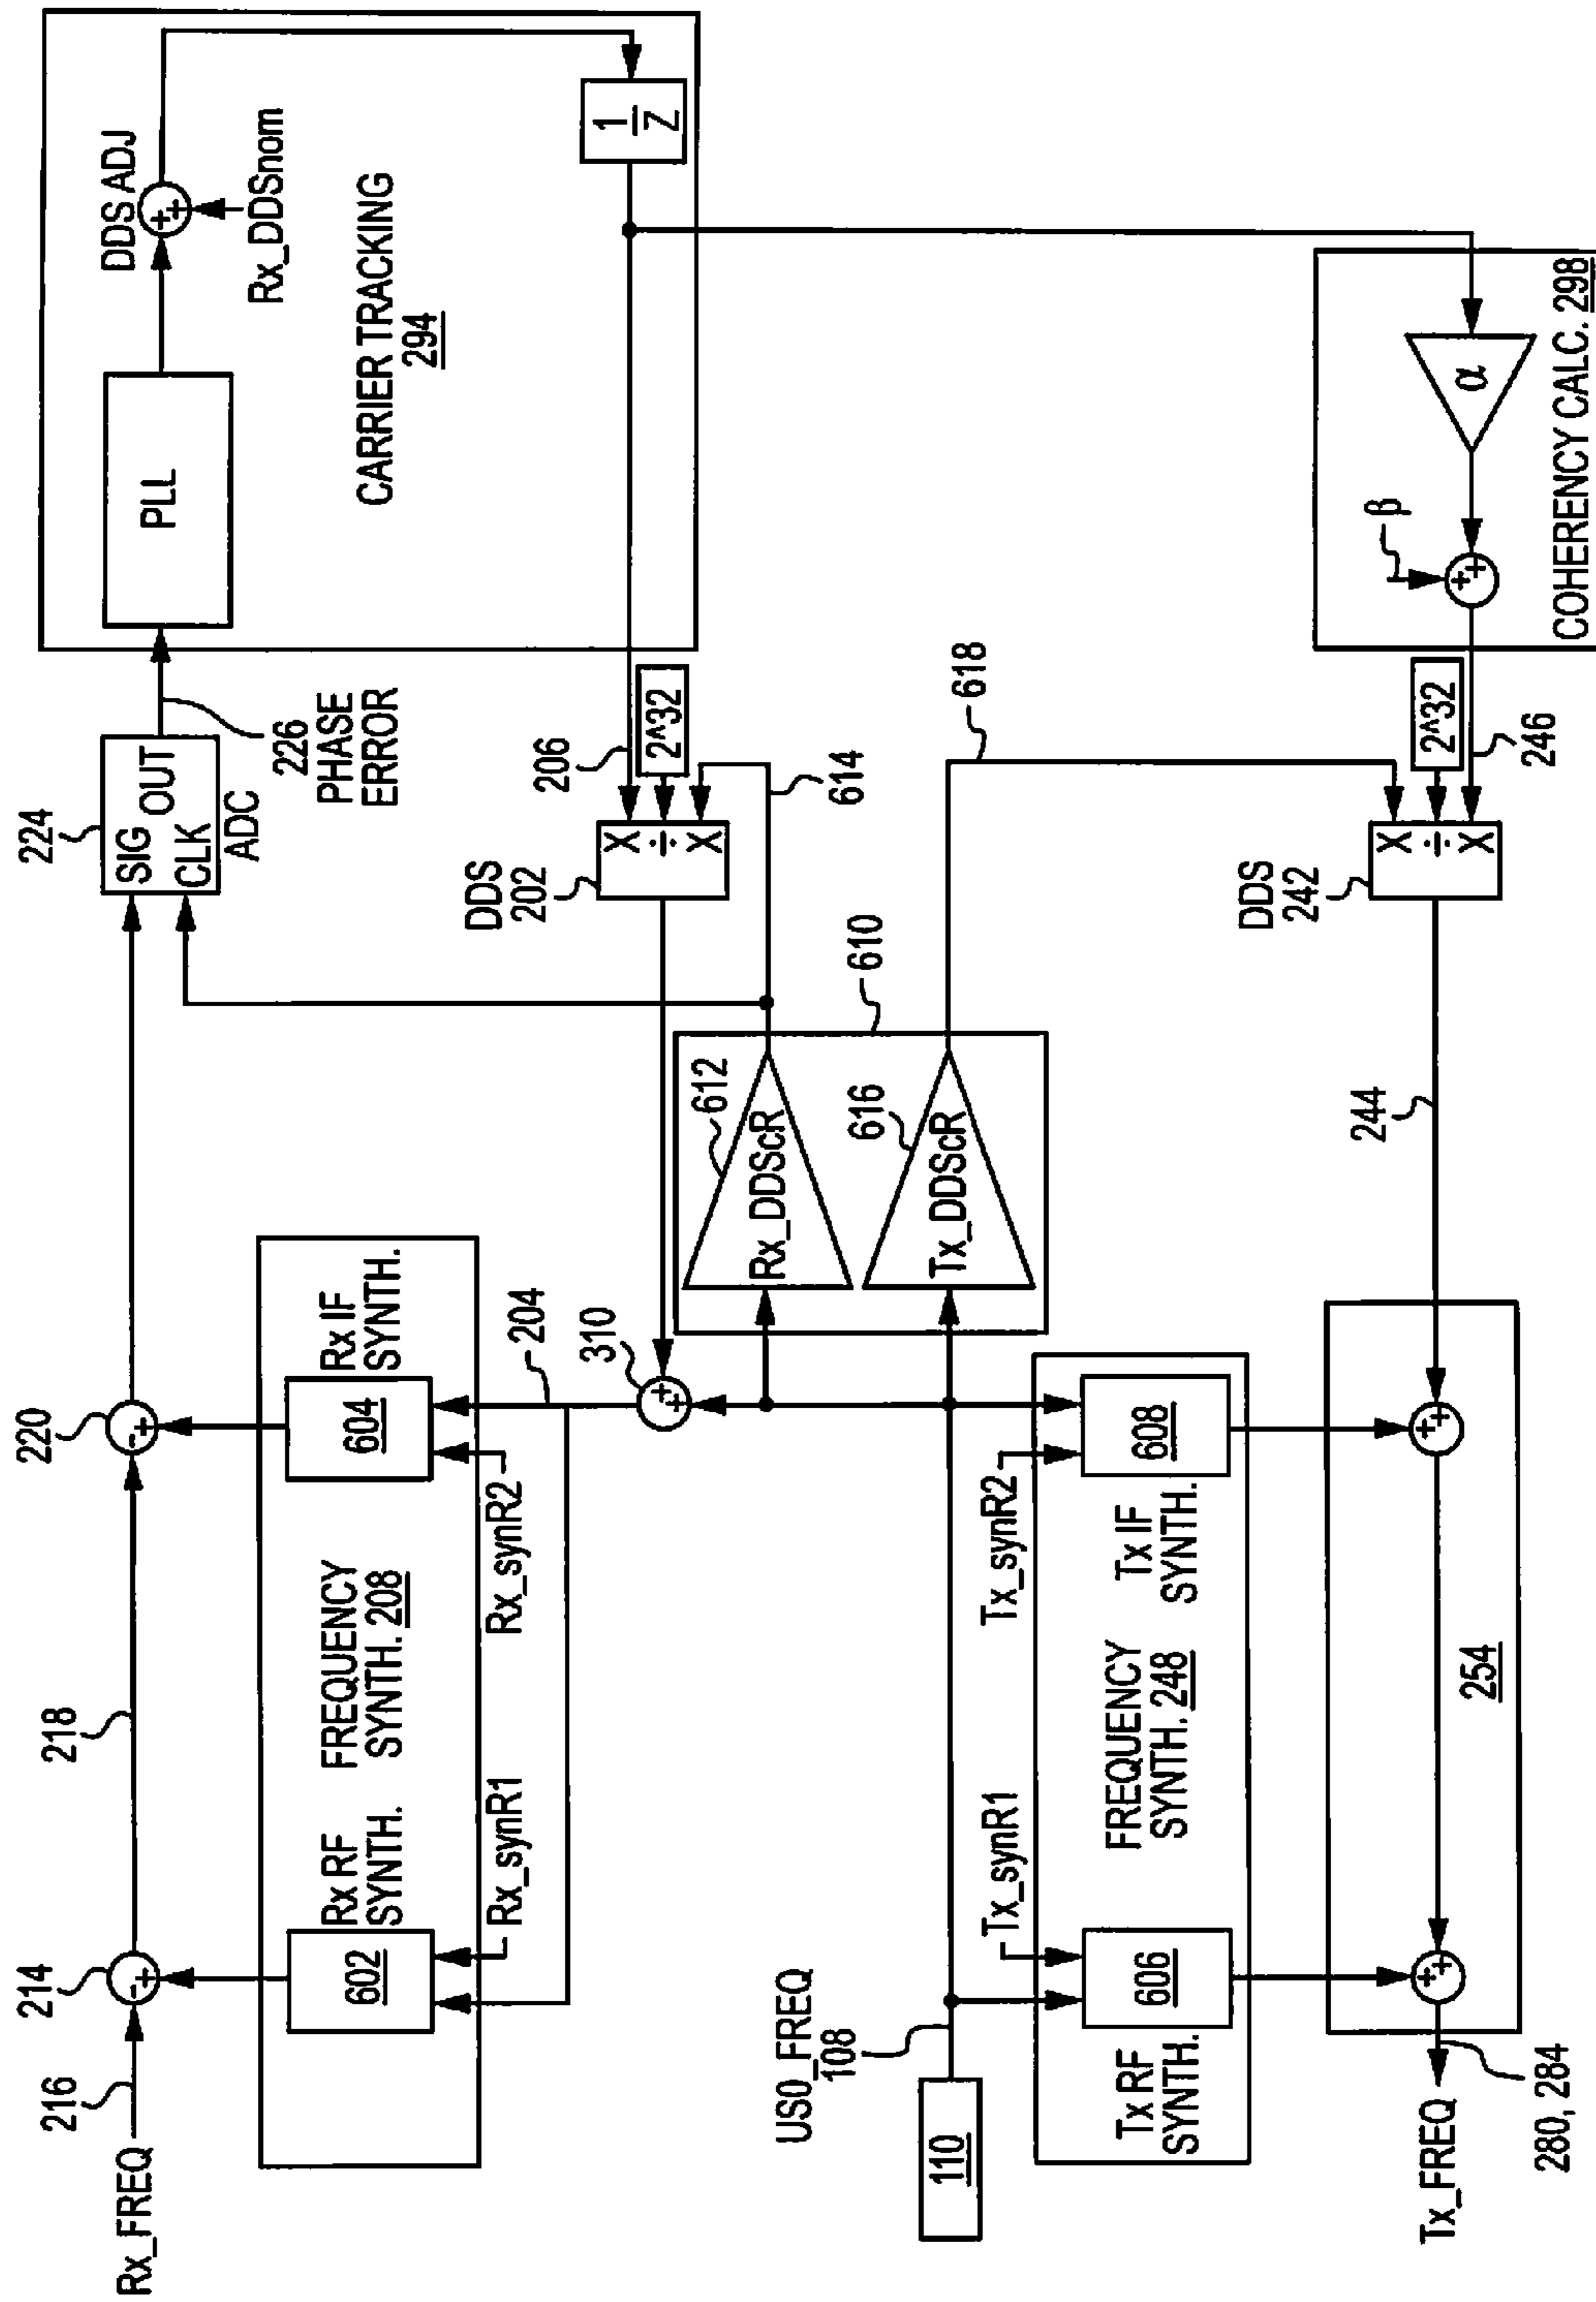 Rx_FREQ
216
214
218
220
224
SIG
OUT
CLK
ADC
226
PHASE
ERROR
PLL
DDS ADJ
+
+
Rx_DDSnom
CARRIER TRACKING
294
1
Z
Rx RF
SYNTH.
602
FREQUENCY
SYNTH. 208
Rx IF
SYNTH.
604
Rx_synR1
Rx_synR2
204
310
DDS
202
206
2^32
X
÷
X
614
612
Rx_DDScR
616
Tx_DDScR
610
618
USO_FREQ
108
110
Tx_synR1
Tx_synR2
606
Tx RF
SYNTH.
FREQUENCY
SYNTH. 248
608
Tx IF
SYNTH.
254
244
DDS
242
X
÷
X
2^32
246
β
+
+
α
COHERENCY CALC. 298
Tx_FREQ
280, 284